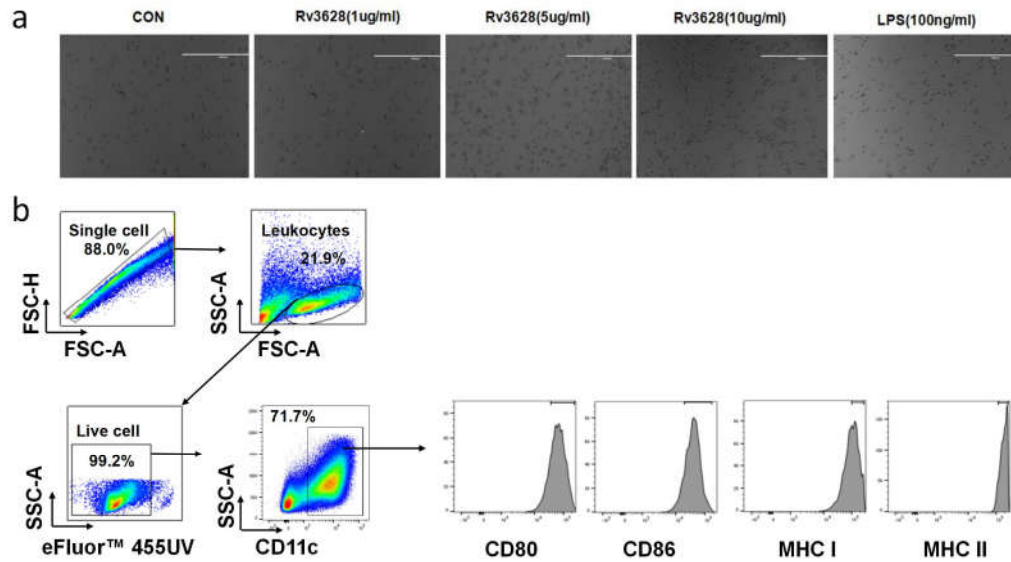 a
CON
Rv3628(1ug/ml)
Rv3628(5ug/ml)
Rv3628(10ug/ml)
LPS(100ng/ml)
b
Single cell
88.0%
FSC-H
FSC-A
Leukocytes
21.9%
SSC-A
FSC-A
Live cell
99.2%
SSC-A
eFluor™ 455UV
71.7%
SSC-A
CD11c
CD80
CD86
MHC I
MHC II